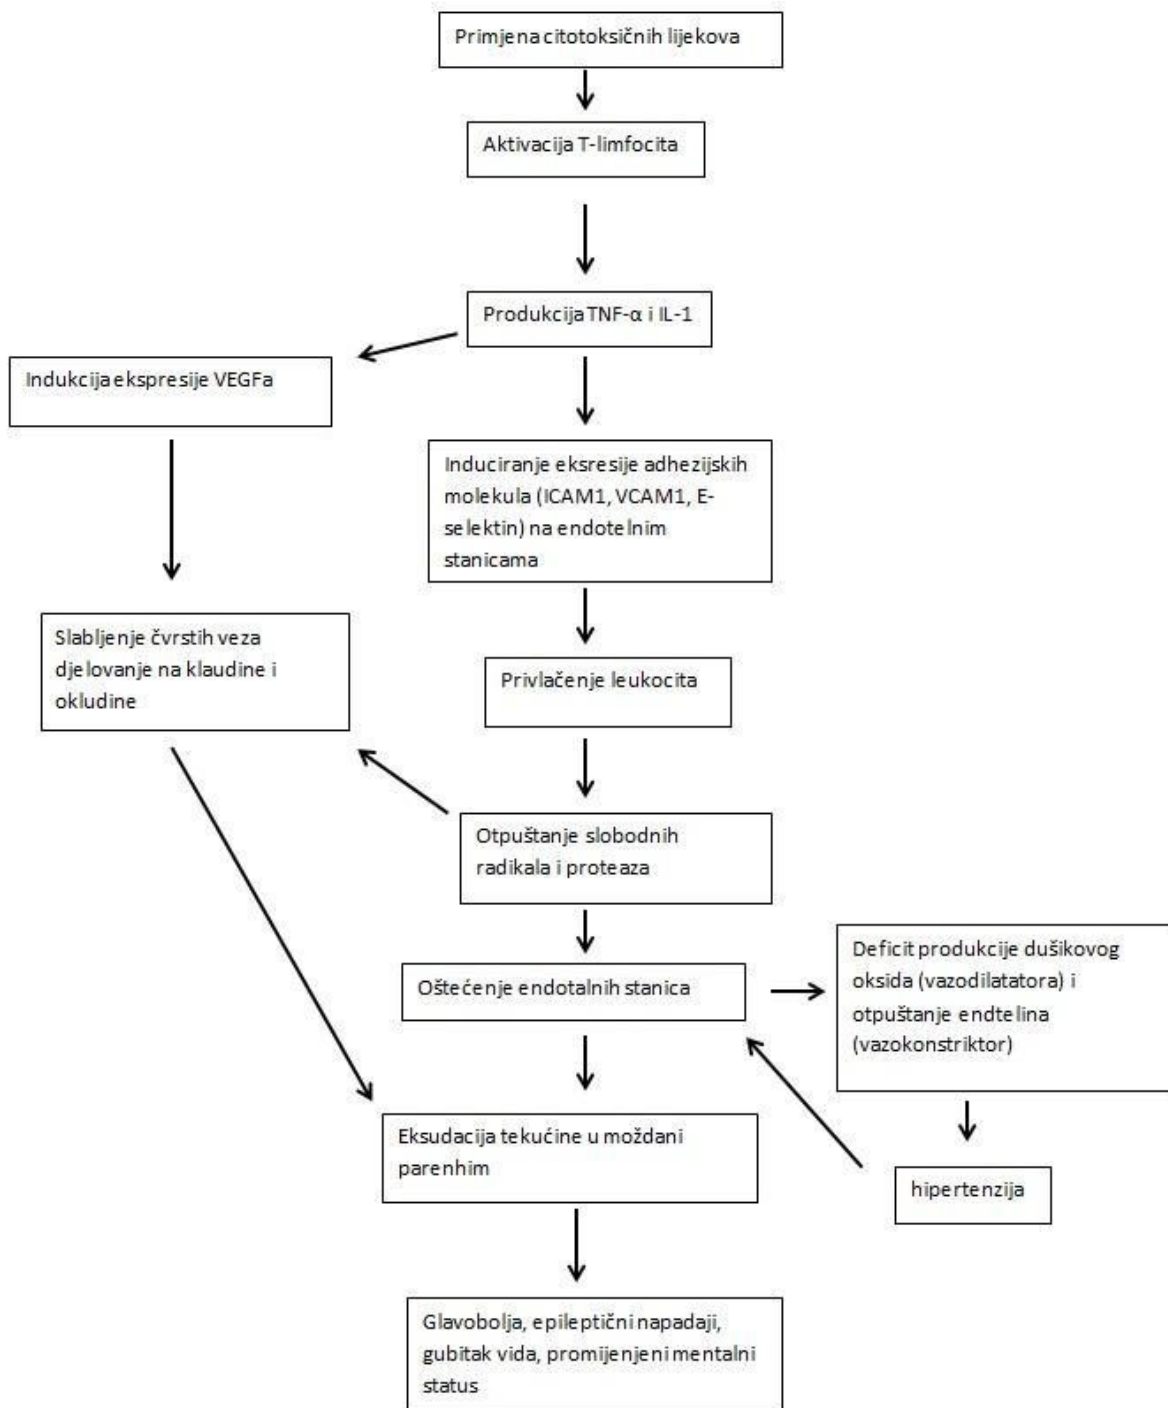 Primjena citotoksičnih lijekova
Aktivacija T-limfocita
Produkcija TNF-α i IL-1
Indukcija ekspresije VEGFa
Induciranje eksresije adhezijskih
molekula (ICAM1, VCAM1, E-
selektin) na endotelnim
stanicama
Slabljenje čvrstih veza
djelovanje na klaudine i
okludine
Privlačenje leukocita
Otpuštanje slobodnih
radikala i proteaza
Oštećenje endotalnih stanica
Deficit produkcije dušikovog
oksida (vazodilatatora) i
otpuštanje endtelina
(vazokonstriktor)
Eksudacija tekućine u moždani
parenhim
hipertenzija
Glavobolja, epileptični napadaji,
gubitak vida, promijenjeni mentalni
status